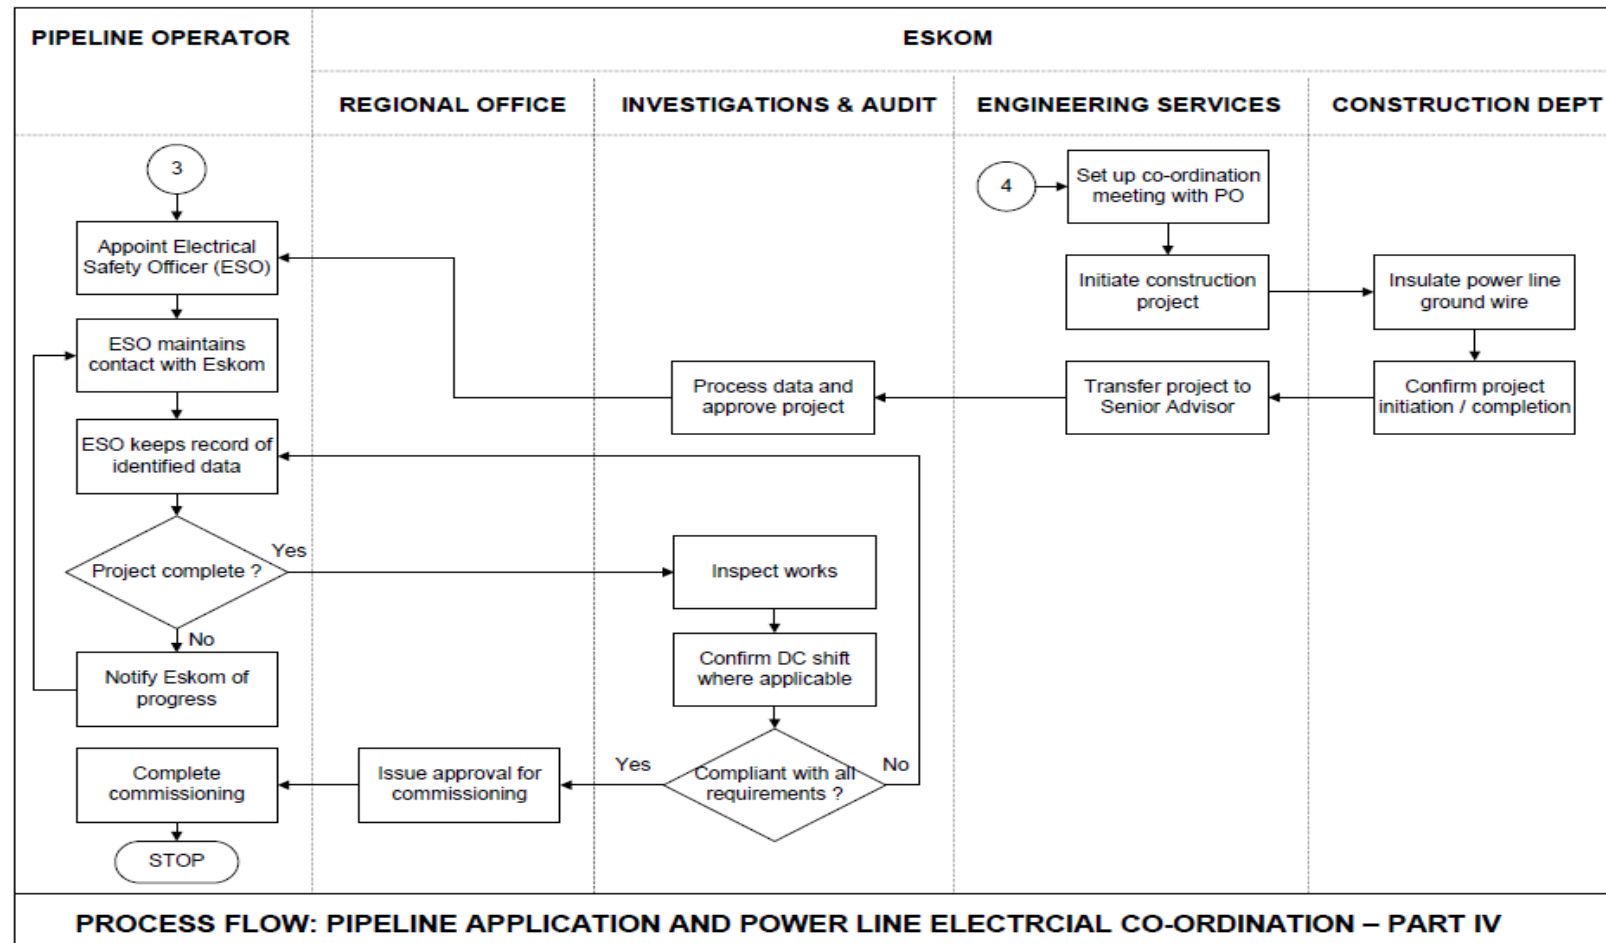 PIPELINE OPERATOR
ESKOM
REGIONAL OFFICE
INVESTIGATIONS & AUDIT
ENGINEERING SERVICES
CONSTRUCTION DEPT
3
4
Set up co-ordination
meeting with PO
Appoint Electrical
Safety Officer (ESO)
Initiate construction
project
Insulate power line
ground wire
ESO maintains
contact with Eskom
Process data and
approve project
Transfer project to
Senior Advisor
Confirm project
initiation / completion
ESO keeps record of
identified data
Yes
Project complete ?
Inspect works
No
Notify Eskom of
progress
Confirm DC shift
where applicable
Complete
commissioning
Issue approval for
commissioning
Yes
Compliant with all
requirements ?
No
STOP
PROCESS FLOW: PIPELINE APPLICATION AND POWER LINE ELECTRCIAL CO-ORDINATION – PART IV